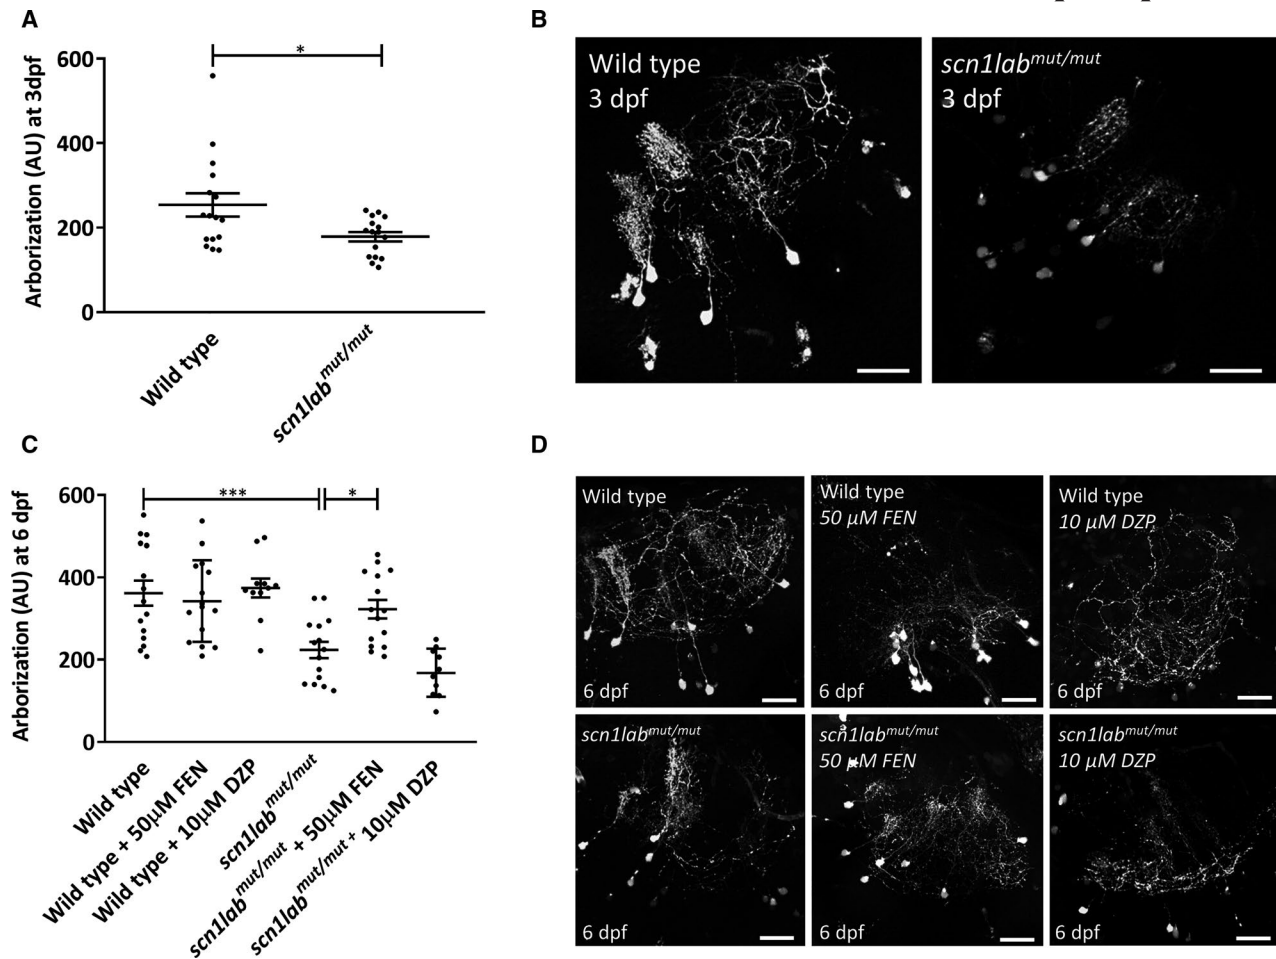 A
Arborization (AU) at 3dpf
600
400
200
0
*
Wild type
scn1lab^mut/mut
B
Wild type
3 dpf
scn1lab^mut/mut
3 dpf
C
Arborization (AU) at 6 dpf
600
400
200
0
***
*
Wild type
Wild type + 50μM FEN
Wild type + 10μM DZP
scn1lab^mut/mut
scn1lab^mut/mut + 50μM FEN
scn1lab^mut/mut + 10μM DZP
D
Wild type
6 dpf
Wild type
50 μM FEN
6 dpf
Wild type
10 μM DZP
6 dpf
scn1lab^mut/mut
6 dpf
scn1lab^mut/mut
50 μM FEN
6 dpf
scn1lab^mut/mut
10 μM DZP
6 dpf